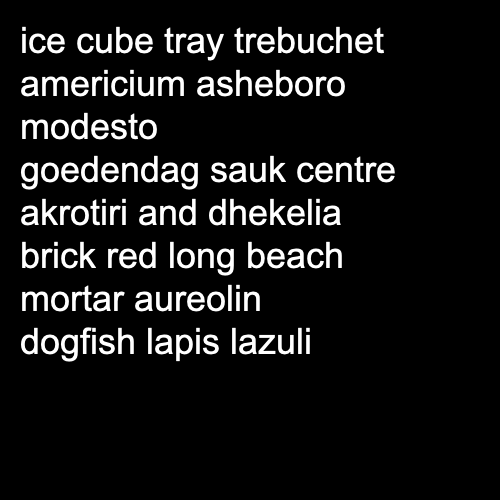 ice cube tray trebuchet
americium asheboro
modesto
goedendag sauk centre
akrotiri and dhekelia
brick red long beach
mortar aureolin
dogfish lapis lazuli